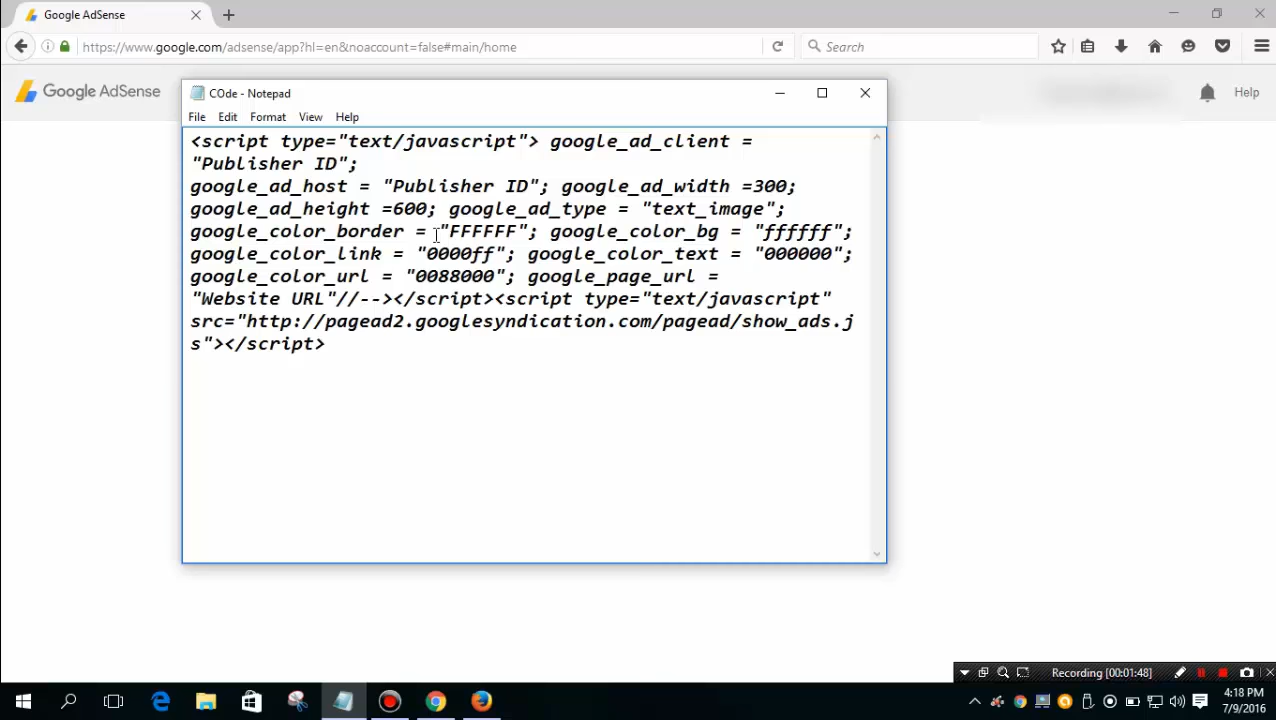 Google AdSense
https://www.google.com/adsense/app?hl=en&noaccount=false#main/home
Search
Google AdSense
Help
COde - Notepad
File Edit Format View Help
<script type="text/javascript"> google_ad_client =
"Publisher ID";
google_ad_host = "Publisher ID"; google_ad_width =300;
google_ad_height =600; google_ad_type = "text_image";
google_color_border = "FFFFFF"; google_color_bg = "ffffff";
google_color_link = "0000ff"; google_color_text = "000000";
google_color_url = "0088000"; google_page_url =
"Website URL"//--></script><script type="text/javascript"
src="http://pagead2.googlesyndication.com/pagead/show_ads.j
s"></script>
Recording [00:01:48]
4:18 PM
7/9/2016